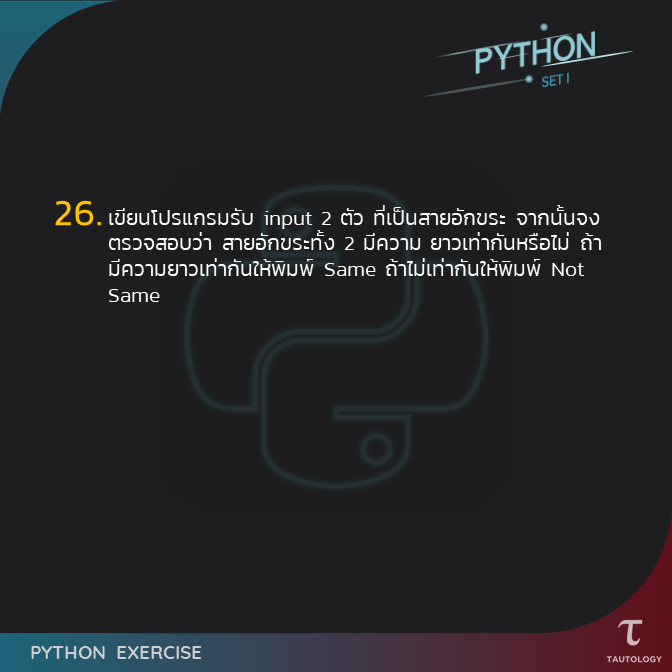 PYTHON
SET I
26. เขียนโปรแกรมรับ input 2 ตัว ที่เป็นสายอักขระ จากนั้นจง
ตรวจสอบว่า สายอักขระทั้ง 2 มีความ ยาวเท่ากันหรือไม่ ถ้า
มีความยาวเท่ากันให้พิมพ์ Same ถ้าไม่เท่ากันให้พิมพ์ Not
Same
PYTHON EXERCISE
τ
TAUTOLOGY